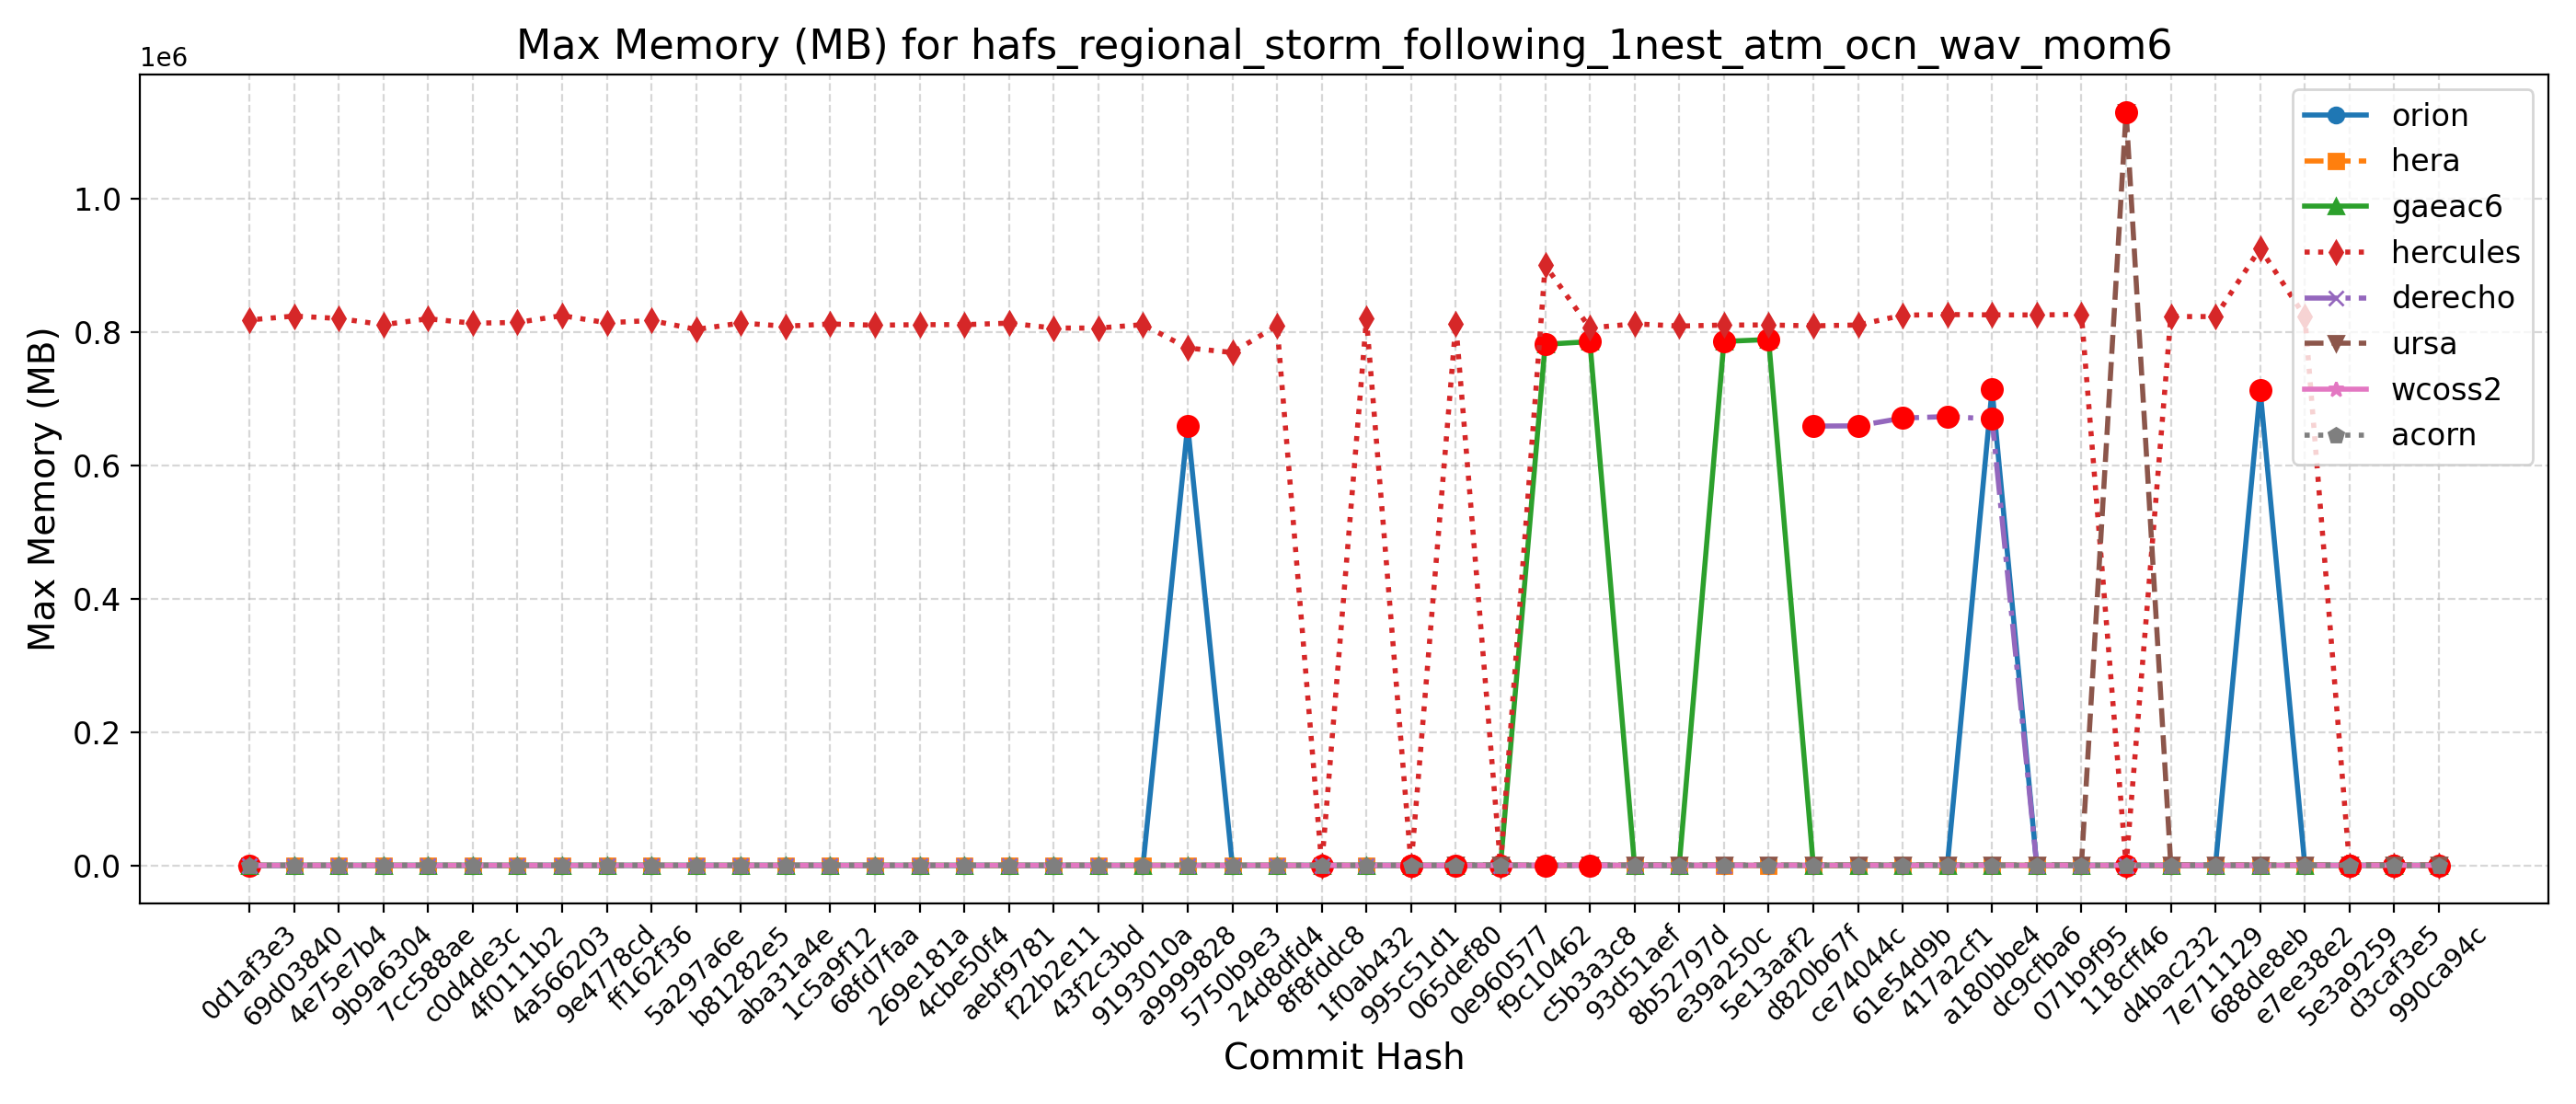 Max Memory (MB) for hafs_regional_storm_following_1nest_atm_ocn_wav_mom6
1e6
1.0
0.8
0.6
0.4
0.2
0.0
Max Memory (MB)
orion
hera
gaeac6
hercules
derecho
ursa
wcoss2
acorn
0d1af3e3
69d03840
4e75e7b4
9b9a6304
7cc588ae
c0d4de3c
4f0111b2
4a566203
9e4778cd
ff162f36
5a297a6e
b81282e5
aba31a4e
1c5a9f12
68fd7faa
269e181a
4cbe50f4
aebf9781
f22b2e11
43f2c3bd
9193010a
a9999828
5750b9e3
24d8dfd4
8f8fddc8
1f0ab432
995c51d1
065def80
0e960577
f9c10462
c5b3a3c8
93d51aef
8b52797d
e39a250c
5e13aaf2
d820b67f
ce74044c
61e54d9b
417a2cf1
a180bbe4
dc9cfba6
071b9f95
118cff46
d4bac232
7e711129
688de8eb
e7ee38e2
5e3a9259
d3caf3e5
990ca94c
Commit Hash